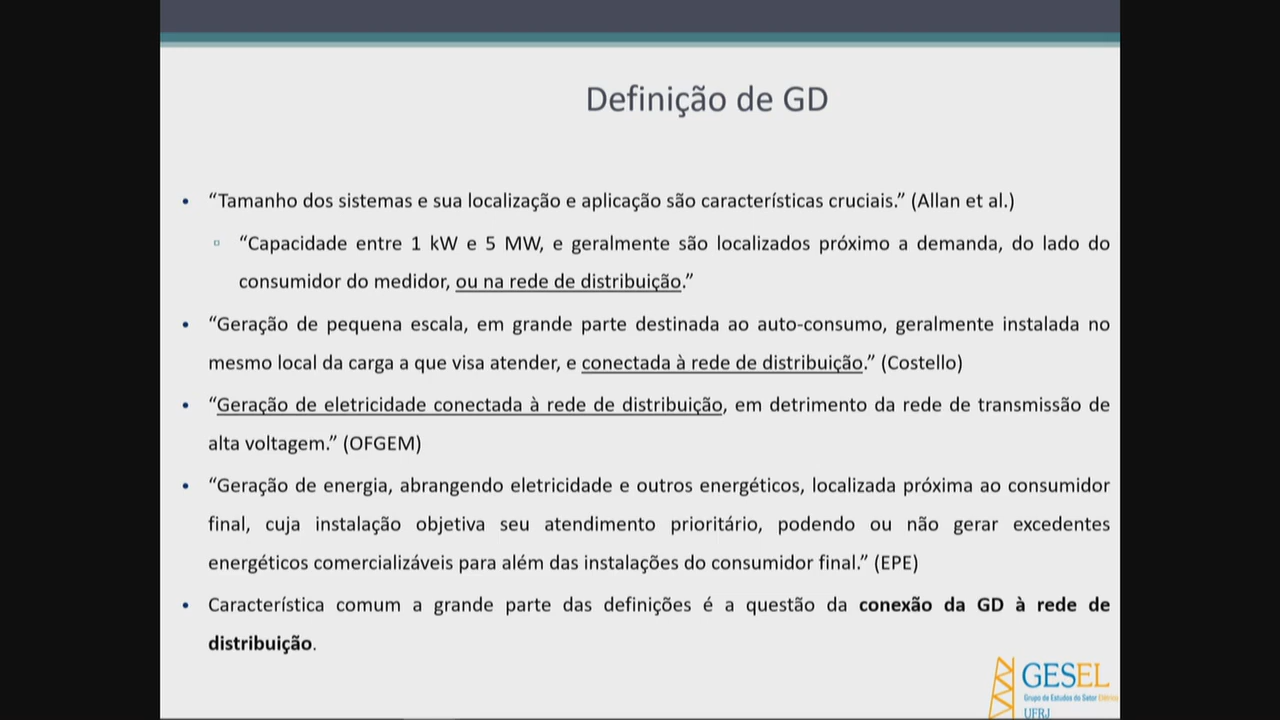 Definição de GD
• “Tamanho dos sistemas e sua localização e aplicação são características cruciais.” (Allan et al.)
▫ “Capacidade entre 1 kW e 5 MW, e geralmente são localizados próximo a demanda, do lado do
consumidor do medidor, ou na rede de distribuição.”
• “Geração de pequena escala, em grande parte destinada ao auto-consumo, geralmente instalada no
mesmo local da carga a que visa atender, e conectada à rede de distribuição.” (Costello)
• “Geração de eletricidade conectada à rede de distribuição, em detrimento da rede de transmissão de
alta voltagem.” (OFGEM)
• “Geração de energia, abrangendo eletricidade e outros energéticos, localizada próxima ao consumidor
final, cuja instalação objetiva seu atendimento prioritário, podendo ou não gerar excedentes
energéticos comercializáveis para além das instalações do consumidor final.” (EPE)
• Característica comum a grande parte das definições é a questão da conexão da GD à rede de
distribuição.
GESEL
Grupo de Estudos do Setor Elétrico
UFRJ